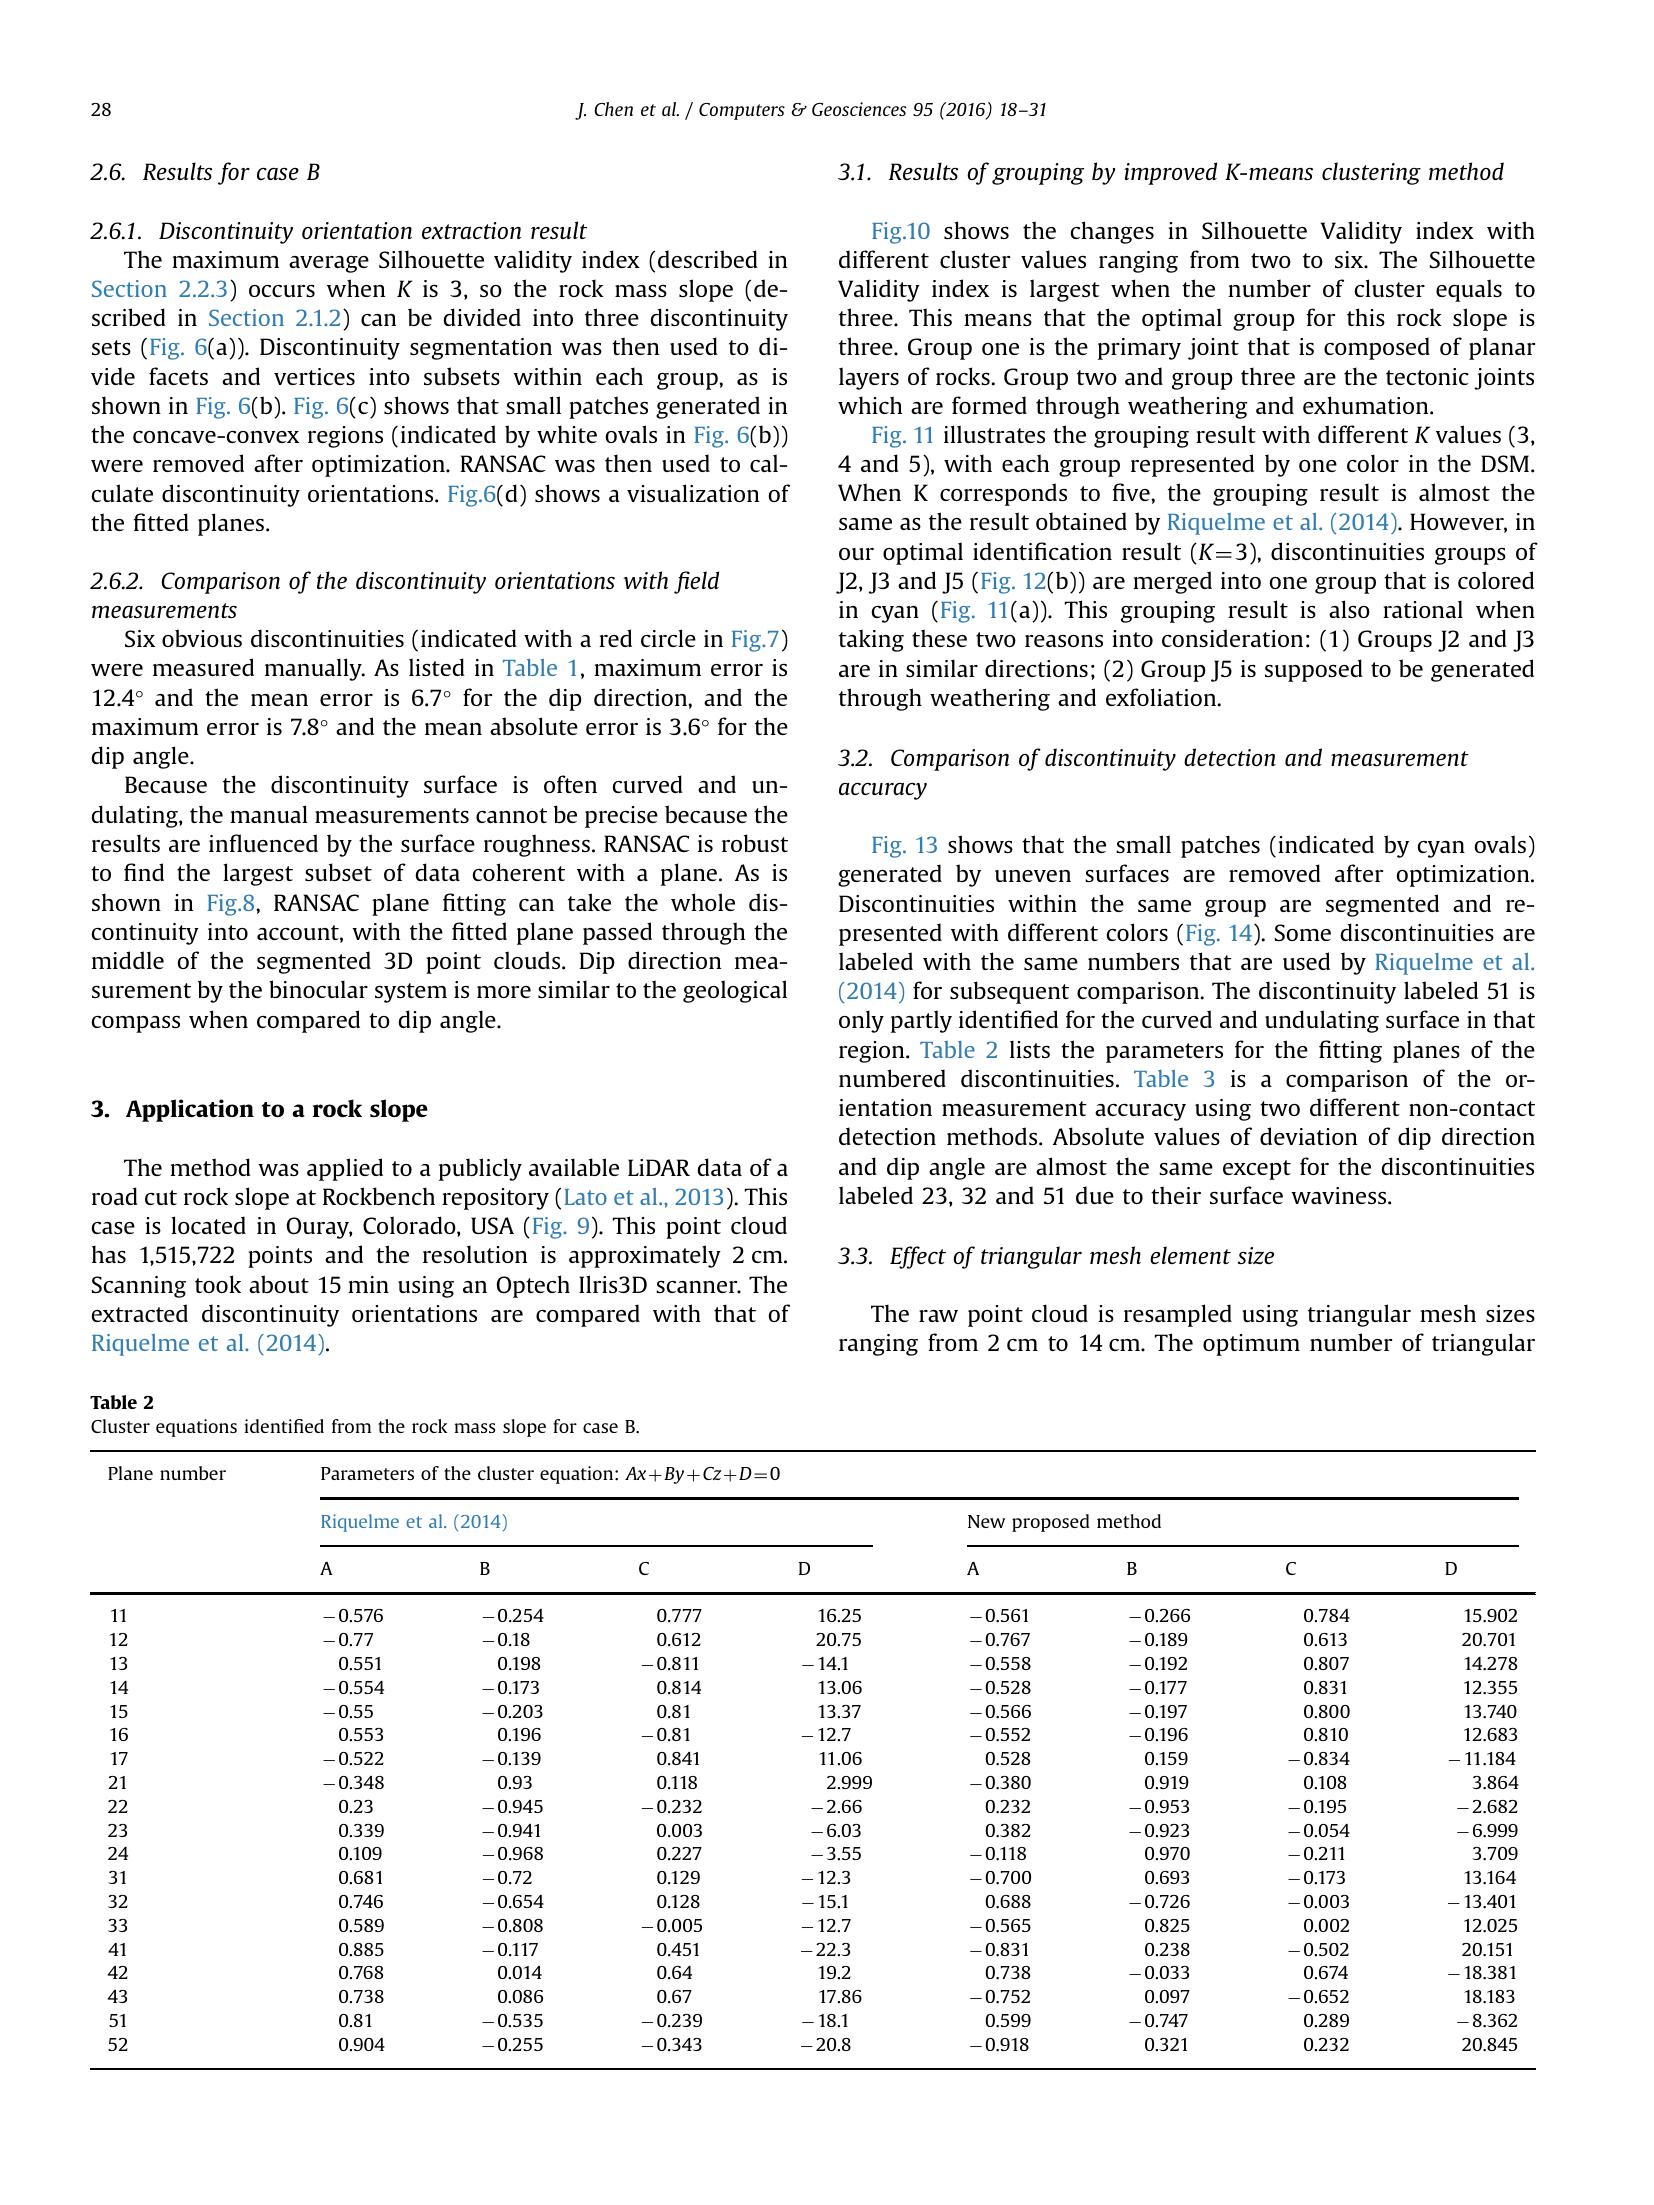 28
J. Chen et al. / Computers & Geosciences 95 (2016) 18–31
2.6. Results for case B
2.6.1. Discontinuity orientation extraction result
The maximum average Silhouette validity index (described in
Section 2.2.3) occurs when K is 3, so the rock mass slope (de-
scribed in Section 2.1.2) can be divided into three discontinuity
sets (Fig. 6(a)). Discontinuity segmentation was then used to di-
vide facets and vertices into subsets within each group, as is
shown in Fig. 6(b). Fig. 6(c) shows that small patches generated in
the concave-convex regions (indicated by white ovals in Fig. 6(b))
were removed after optimization. RANSAC was then used to cal-
culate discontinuity orientations. Fig.6(d) shows a visualization of
the fitted planes.
2.6.2. Comparison of the discontinuity orientations with field
measurements
Six obvious discontinuities (indicated with a red circle in Fig.7)
were measured manually. As listed in Table 1, maximum error is
12.4° and the mean error is 6.7° for the dip direction, and the
maximum error is 7.8° and the mean absolute error is 3.6° for the
dip angle.
Because the discontinuity surface is often curved and un-
dulating, the manual measurements cannot be precise because the
results are influenced by the surface roughness. RANSAC is robust
to find the largest subset of data coherent with a plane. As is
shown in Fig.8, RANSAC plane fitting can take the whole dis-
continuity into account, with the fitted plane passed through the
middle of the segmented 3D point clouds. Dip direction mea-
surement by the binocular system is more similar to the geological
compass when compared to dip angle.
3. Application to a rock slope
The method was applied to a publicly available LiDAR data of a
road cut rock slope at Rockbench repository (Lato et al., 2013). This
case is located in Ouray, Colorado, USA (Fig. 9). This point cloud
has 1,515,722 points and the resolution is approximately 2 cm.
Scanning took about 15 min using an Optech Ilris3D scanner. The
extracted discontinuity orientations are compared with that of
Riquelme et al. (2014).
3.1. Results of grouping by improved K-means clustering method
Fig.10 shows the changes in Silhouette Validity index with
different cluster values ranging from two to six. The Silhouette
Validity index is largest when the number of cluster equals to
three. This means that the optimal group for this rock slope is
three. Group one is the primary joint that is composed of planar
layers of rocks. Group two and group three are the tectonic joints
which are formed through weathering and exhumation.
Fig. 11 illustrates the grouping result with different K values (3,
4 and 5), with each group represented by one color in the DSM.
When K corresponds to five, the grouping result is almost the
same as the result obtained by Riquelme et al. (2014). However, in
our optimal identification result (K=3), discontinuities groups of
J2, J3 and J5 (Fig. 12(b)) are merged into one group that is colored
in cyan (Fig. 11(a)). This grouping result is also rational when
taking these two reasons into consideration: (1) Groups J2 and J3
are in similar directions; (2) Group J5 is supposed to be generated
through weathering and exfoliation.
3.2. Comparison of discontinuity detection and measurement
accuracy
Fig. 13 shows that the small patches (indicated by cyan ovals)
generated by uneven surfaces are removed after optimization.
Discontinuities within the same group are segmented and re-
presented with different colors (Fig. 14). Some discontinuities are
labeled with the same numbers that are used by Riquelme et al.
(2014) for subsequent comparison. The discontinuity labeled 51 is
only partly identified for the curved and undulating surface in that
region. Table 2 lists the parameters for the fitting planes of the
numbered discontinuities. Table 3 is a comparison of the or-
ientation measurement accuracy using two different non-contact
detection methods. Absolute values of deviation of dip direction
and dip angle are almost the same except for the discontinuities
labeled 23, 32 and 51 due to their surface waviness.
3.3. Effect of triangular mesh element size
The raw point cloud is resampled using triangular mesh sizes
ranging from 2 cm to 14 cm. The optimum number of triangular
Table 2
Cluster equations identified from the rock mass slope for case B.
Plane number Parameters of the cluster equation: Ax+By+Cz+D=0
Riquelme et al. (2014) New proposed method
A B C D A B C D
11 −0.576 −0.254 0.777 16.25 −0.561 −0.266 0.784 15.902
12 −0.77 −0.18 0.612 20.75 −0.767 −0.189 0.613 20.701
13 0.551 0.198 −0.811 −14.1 −0.558 −0.192 0.807 14.278
14 −0.554 −0.173 0.814 13.06 −0.528 −0.177 0.831 12.355
15 −0.55 −0.203 0.81 13.37 −0.566 −0.197 0.800 13.740
16 0.553 0.196 −0.81 −12.7 −0.552 −0.196 0.810 12.683
17 −0.522 −0.139 0.841 11.06 0.528 0.159 −0.834 −11.184
21 −0.348 0.93 0.118 2.999 −0.380 0.919 0.108 3.864
22 0.23 −0.945 −0.232 −2.66 0.232 −0.953 −0.195 −2.682
23 0.339 −0.941 0.003 −6.03 0.382 −0.923 −0.054 −6.999
24 0.109 −0.968 0.227 −3.55 −0.118 0.970 −0.211 3.709
31 0.681 −0.72 0.129 −12.3 −0.700 0.693 −0.173 13.164
32 0.746 −0.654 0.128 −15.1 0.688 −0.726 −0.003 −13.401
33 0.589 −0.808 −0.005 −12.7 −0.565 0.825 0.002 12.025
41 0.885 −0.117 0.451 −22.3 −0.831 0.238 −0.502 20.151
42 0.768 0.014 0.64 19.2 0.738 −0.033 0.674 −18.381
43 0.738 0.086 0.67 17.86 −0.752 0.097 −0.652 18.183
51 0.81 −0.535 −0.239 −18.1 0.599 −0.747 0.289 −8.362
52 0.904 −0.255 −0.343 −20.8 −0.918 0.321 0.232 20.845